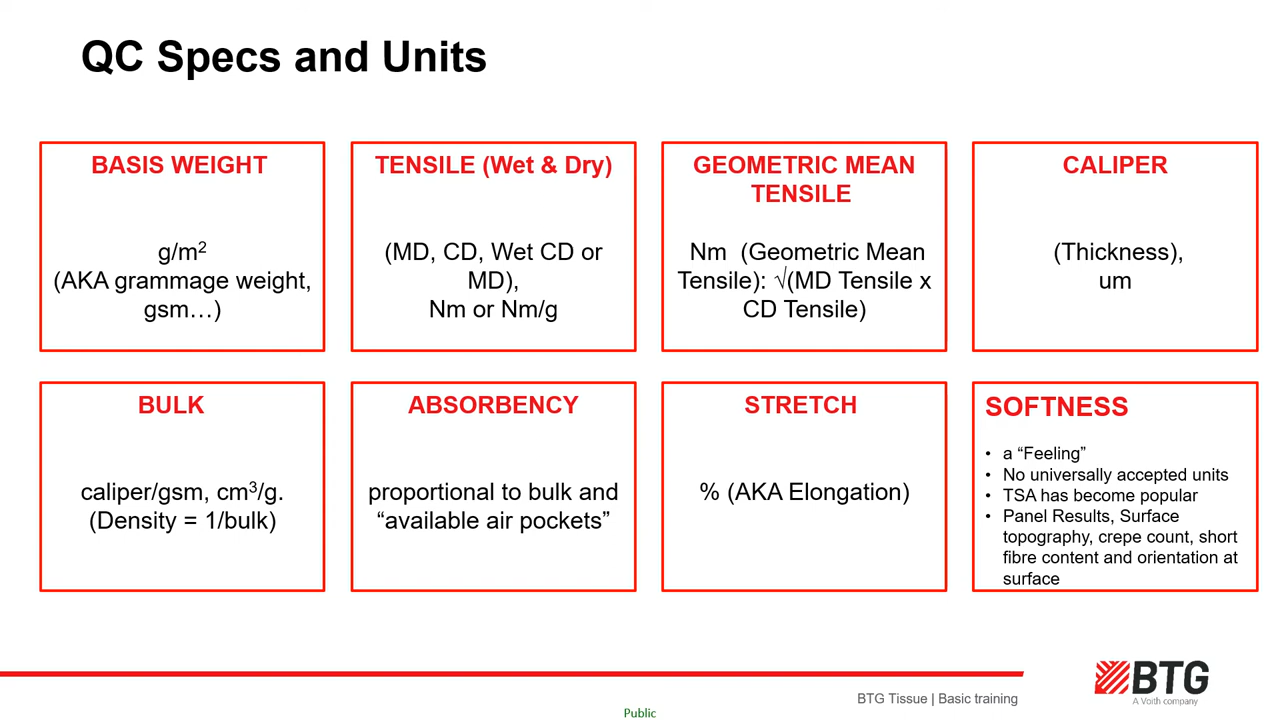 QC Specs and Units
BASIS WEIGHT
g/m²
(AKA grammage weight,
gsm…)
TENSILE (Wet & Dry)
(MD, CD, Wet CD or
MD),
Nm or Nm/g
GEOMETRIC MEAN
TENSILE
Nm (Geometric Mean
Tensile): √(MD Tensile x
CD Tensile)
CALIPER
(Thickness),
um
BULK
caliper/gsm, cm³/g.
(Density = 1/bulk)
ABSORBENCY
proportional to bulk and
“available air pockets”
STRETCH
% (AKA Elongation)
SOFTNESS
• a “Feeling”
• No universally accepted units
• TSA has become popular
• Panel Results, Surface
topography, crepe count, short
fibre content and orientation at
surface
BTG Tissue | Basic training
BTG
A Voith company
Public